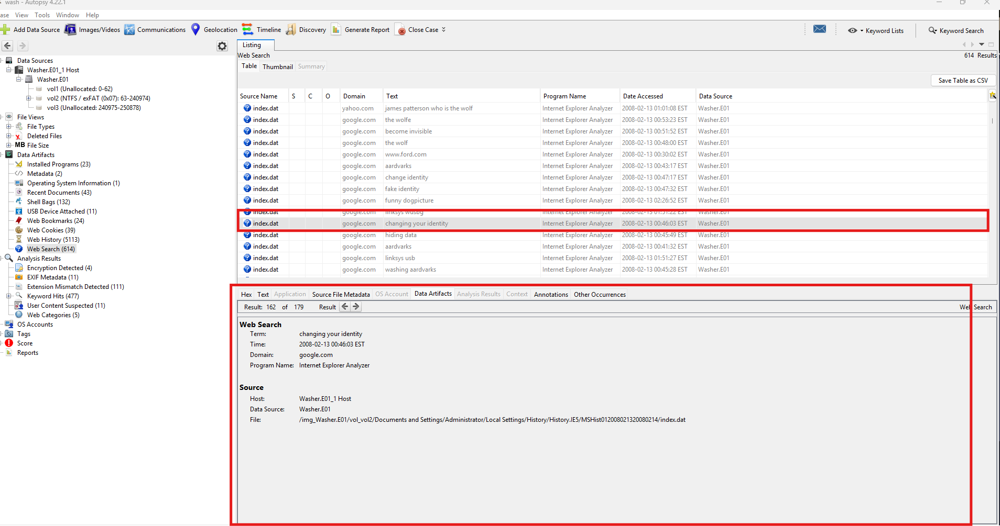 wash - Autopsy 4.22.1
ase View Tools Window Help
Add Data Source Images/Videos Communications Geolocation Timeline Discovery Generate Report Close Case Keyword Lists Keyword Search
Data Sources
Washer.E01_1 Host
Washer.E01
vol1 (Unallocated: 0-62)
vol2 (NTFS / exFAT (0x07): 63-240974)
vol3 (Unallocated: 240975-250878)
File Views
File Types
Deleted Files
MB File Size
Data Artifacts
Installed Programs (23)
Metadata (2)
Operating System Information (1)
Recent Documents (43)
Shell Bags (132)
USB Device Attached (11)
Web Bookmarks (24)
Web Cookies (39)
Web History (5113)
Web Search (614)
Analysis Results
Encryption Detected (4)
EXIF Metadata (11)
Extension Mismatch Detected (111)
Keyword Hits (477)
User Content Suspected (11)
Web Categories (5)
OS Accounts
Tags
Score
Reports
Listing
Web Search 614 Results
Table Thumbnail Summary
Save Table as CSV
Source Name S C O Domain Text Program Name Date Accessed Data Source
index.dat yahoo.com james patterson who is the wolf Internet Explorer Analyzer 2008-02-13 01:01:08 EST Washer.E01
index.dat google.com the wolfe Internet Explorer Analyzer 2008-02-13 00:53:23 EST Washer.E01
index.dat google.com become invisible Internet Explorer Analyzer 2008-02-13 00:51:52 EST Washer.E01
index.dat google.com the wolf Internet Explorer Analyzer 2008-02-13 00:48:00 EST Washer.E01
index.dat google.com www.ford.com Internet Explorer Analyzer 2008-02-13 00:30:02 EST Washer.E01
index.dat google.com aardvarks Internet Explorer Analyzer 2008-02-13 00:43:17 EST Washer.E01
index.dat google.com change identity Internet Explorer Analyzer 2008-02-13 00:47:17 EST Washer.E01
index.dat google.com fake identity Internet Explorer Analyzer 2008-02-13 00:47:32 EST Washer.E01
index.dat google.com funny dogpicture Internet Explorer Analyzer 2008-02-13 02:26:52 EST Washer.E01
index.dat google.com linksys wusbg Internet Explorer Analyzer 2008-02-13 01:51:22 EST Washer.E01
index.dat google.com changing your identity Internet Explorer Analyzer 2008-02-13 00:46:03 EST Washer.E01
index.dat google.com hiding data Internet Explorer Analyzer 2008-02-13 00:45:49 EST Washer.E01
index.dat google.com aardvarks Internet Explorer Analyzer 2008-02-13 00:41:32 EST Washer.E01
index.dat google.com linksys usb Internet Explorer Analyzer 2008-02-13 01:51:27 EST Washer.E01
index.dat google.com washing aardvarks Internet Explorer Analyzer 2008-02-13 00:45:28 EST Washer.E01
Hex Text Application Source File Metadata OS Account Data Artifacts Analysis Results Context Annotations Other Occurrences
Result: 162 of 179 Result Web Search
Web Search
Term: changing your identity
Time: 2008-02-13 00:46:03 EST
Domain: google.com
Program Name: Internet Explorer Analyzer
Source
Host: Washer.E01_1 Host
Data Source: Washer.E01
File: /img_Washer.E01/vol_vol2/Documents and Settings/Administrator/Local Settings/History/History.IE5/MSHist012008021320080214/index.dat